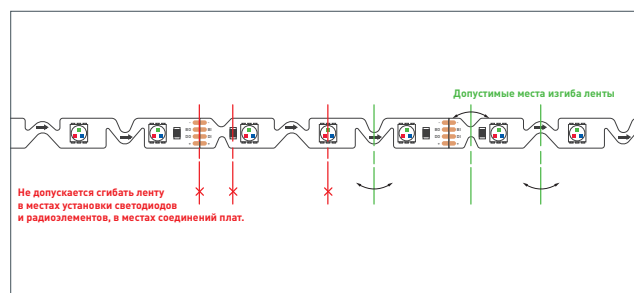 Допустимые места изгиба ленты
Не допускается сгибать ленту
в местах установки светодиодов
и радиоэлементов, в местах соединений плат.